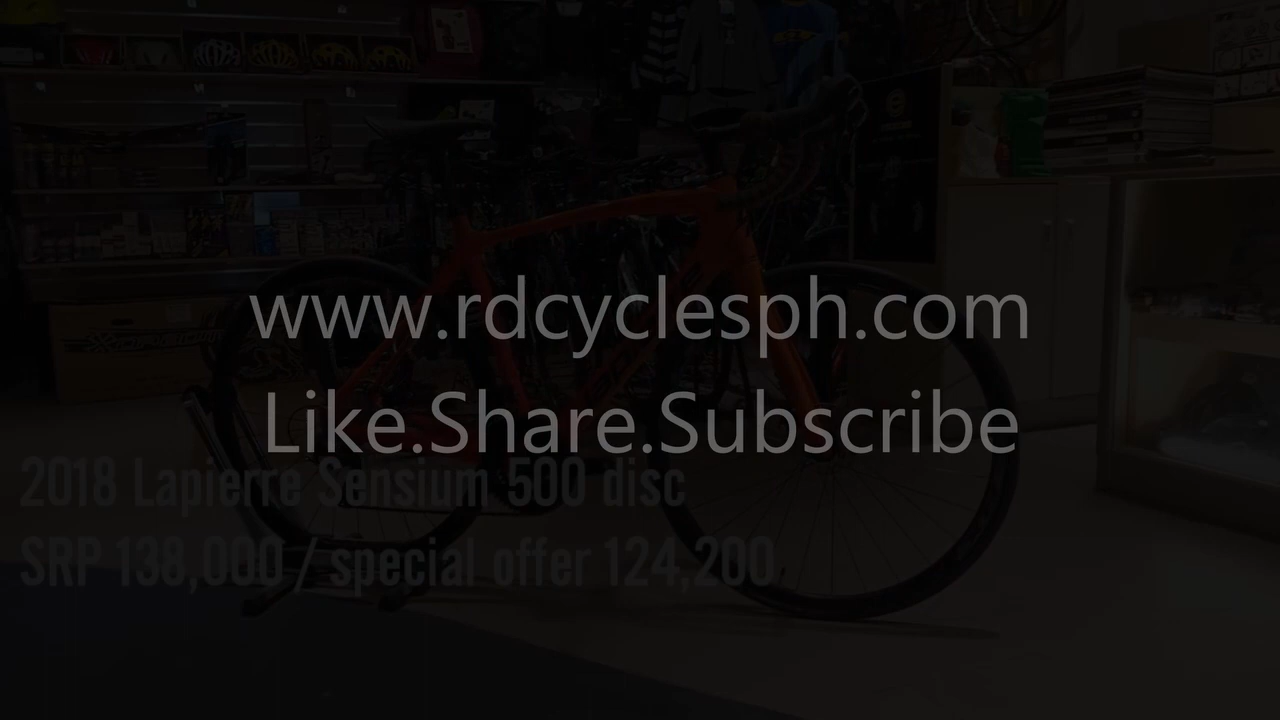 www.rdcyclesph.com
Like.Share.Subscribe
2018 Lapierre Sensium 500 disc
SRP 138,000 / special offer 124,200